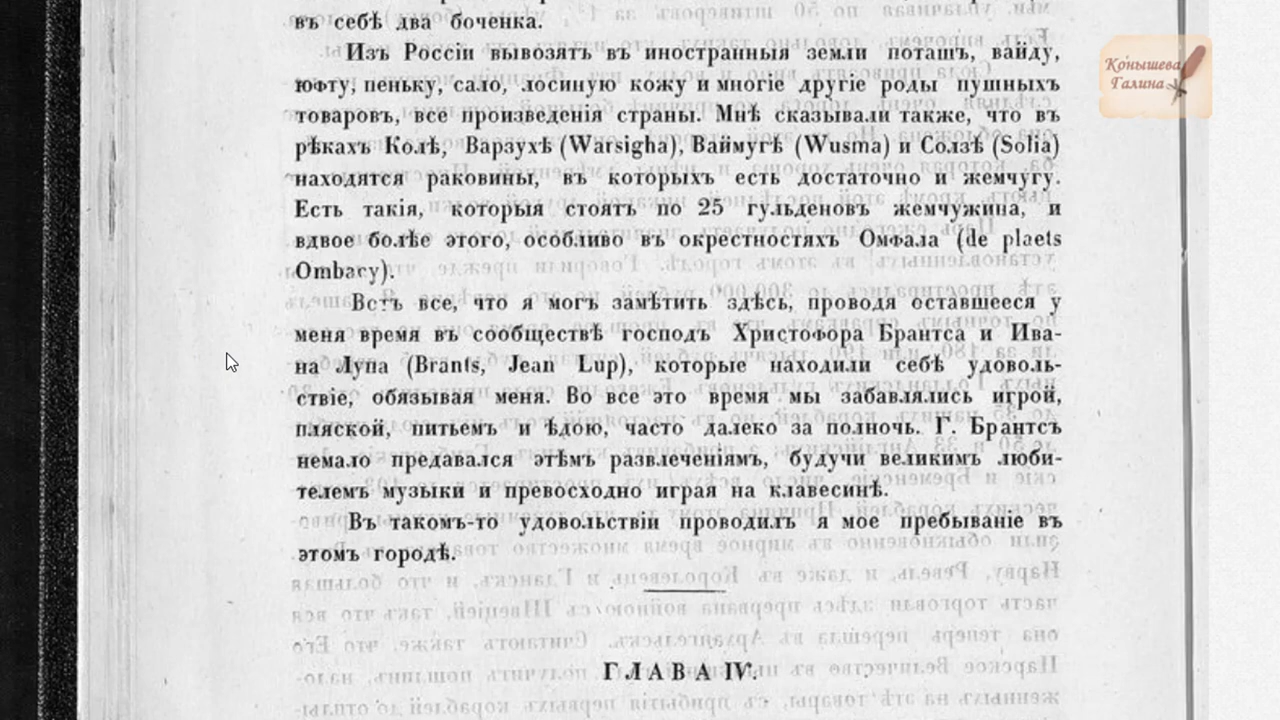 въ себѣ два боченка.
Изъ Россіи вывозятъ въ иностранныя земли поташъ, вайду,
юфту, пеньку, сало, лосиную кожу и многіе другіе роды пушныхъ
товаровъ, все произведенія страны. Мнѣ сказывали также, что въ
рѣкахъ Колѣ, Варзухѣ (Warsigha), Ваймугѣ (Wusma) и Солзѣ (Solia)
находятся раковины, въ которыхъ есть достаточно и жемчугу.
Есть такія, которыя стоятъ по 25 гульденовъ жемчужина, и
вдвое болѣе этого, особливо въ окрестностяхъ Омфала (de plaets
Ombacy).
Вотъ все, что я могъ замѣтить здѣсь, проводя оставшееся у
меня время въ сообществѣ господъ Христофора Брантса и Ива-
на Лупа (Brants, Jean Lup), которые находили себѣ удоволь-
ствіе, обязывая меня. Во все это время мы забавлялись игрой,
пляской, питьемъ и ѣдою, часто далеко за полночь. Г. Брантсъ
немало предавался этѣмъ развлеченіямъ, будучи великимъ люби-
телемъ музыки и превосходно играя на клавесинѣ.
Въ такомъ-то удовольствіи проводилъ я мое пребываніе въ
этомъ городѣ.
ГЛАВА IV.
Конышева
Галина